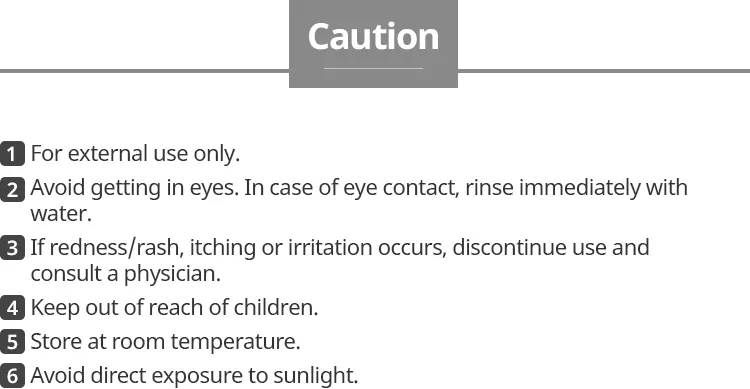 Caution
1 For external use only.
2 Avoid getting in eyes. In case of eye contact, rinse immediately with
water.
3 If redness/rash, itching or irritation occurs, discontinue use and
consult a physician.
4 Keep out of reach of children.
5 Store at room temperature.
6 Avoid direct exposure to sunlight.